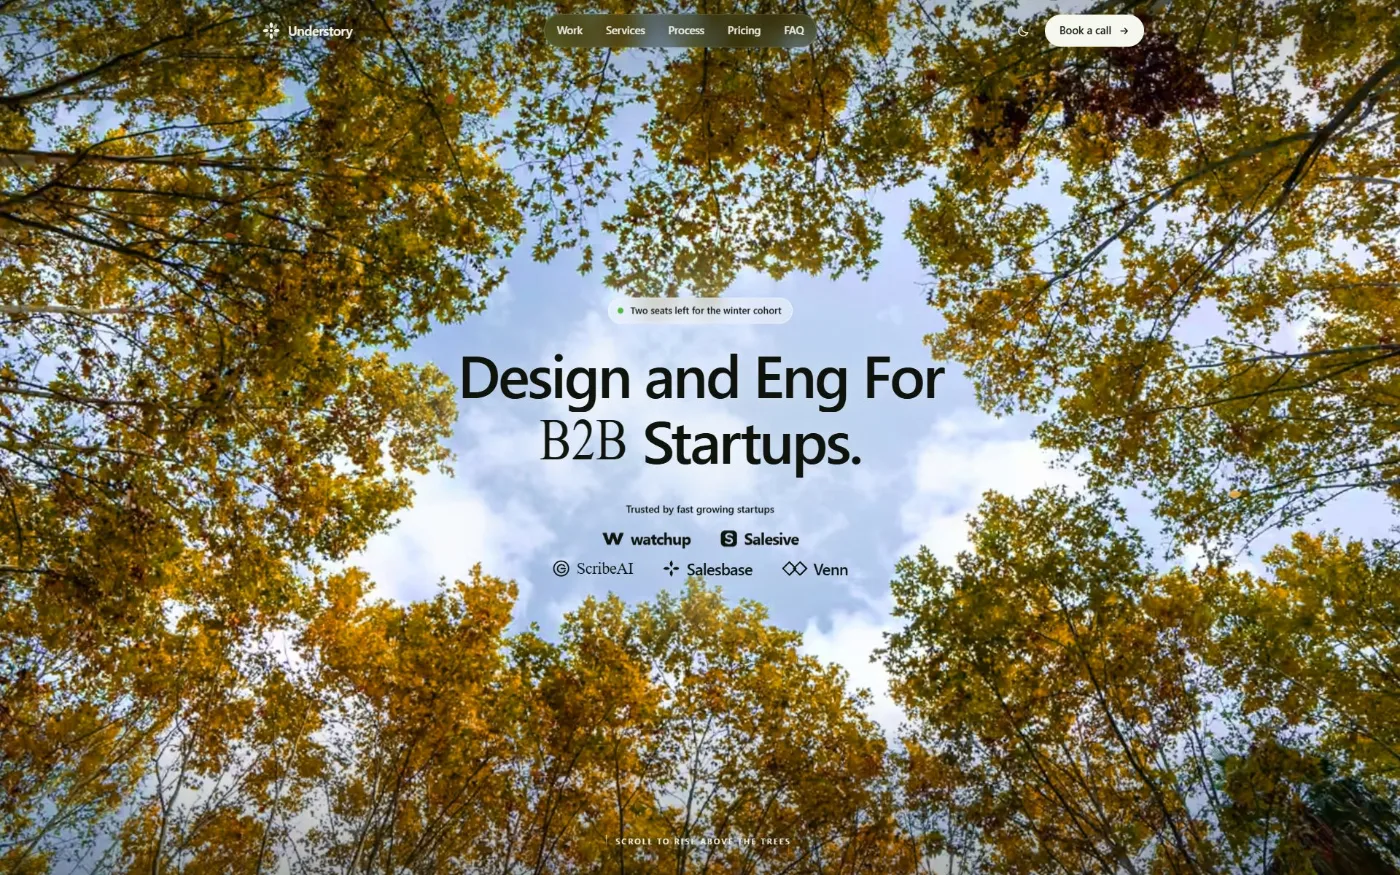 Understory
Work Services Process Pricing FAQ
Book a call
Two seats left for the winter cohort
Design and Eng For
B2B Startups.
Trusted by fast growing startups
watchup Salesive
ScribeAI Salesbase Venn
SCROLL TO RISE ABOVE THE TREES